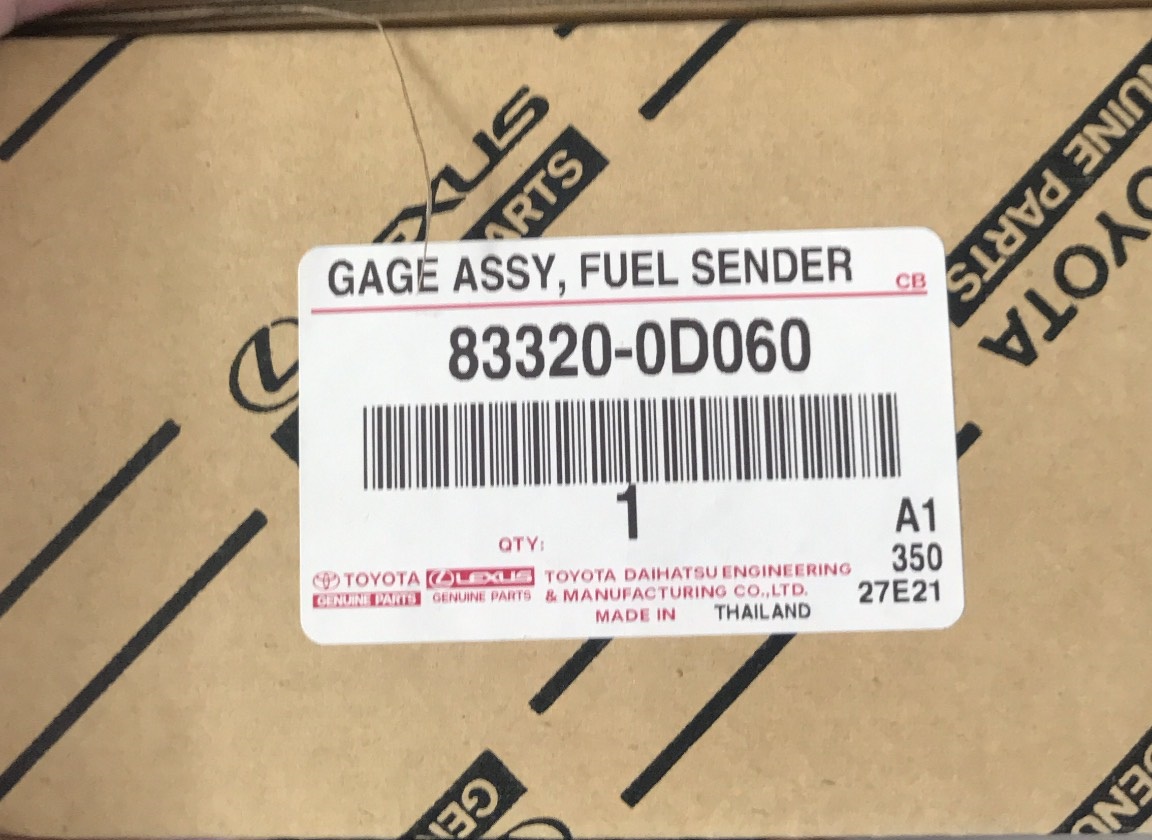 LEXUS
PARTS
GENUINE PARTS
TOYOTA
GAGE ASSY, FUEL SENDER
CB
83320-0D060
1
QTY:
A1
350
27E21
TOYOTA
GENUINE PARTS
LEXUS
GENUINE PARTS
TOYOTA DAIHATSU ENGINEERING
& MANUFACTURING CO.,LTD.
MADE IN THAILAND
GEN